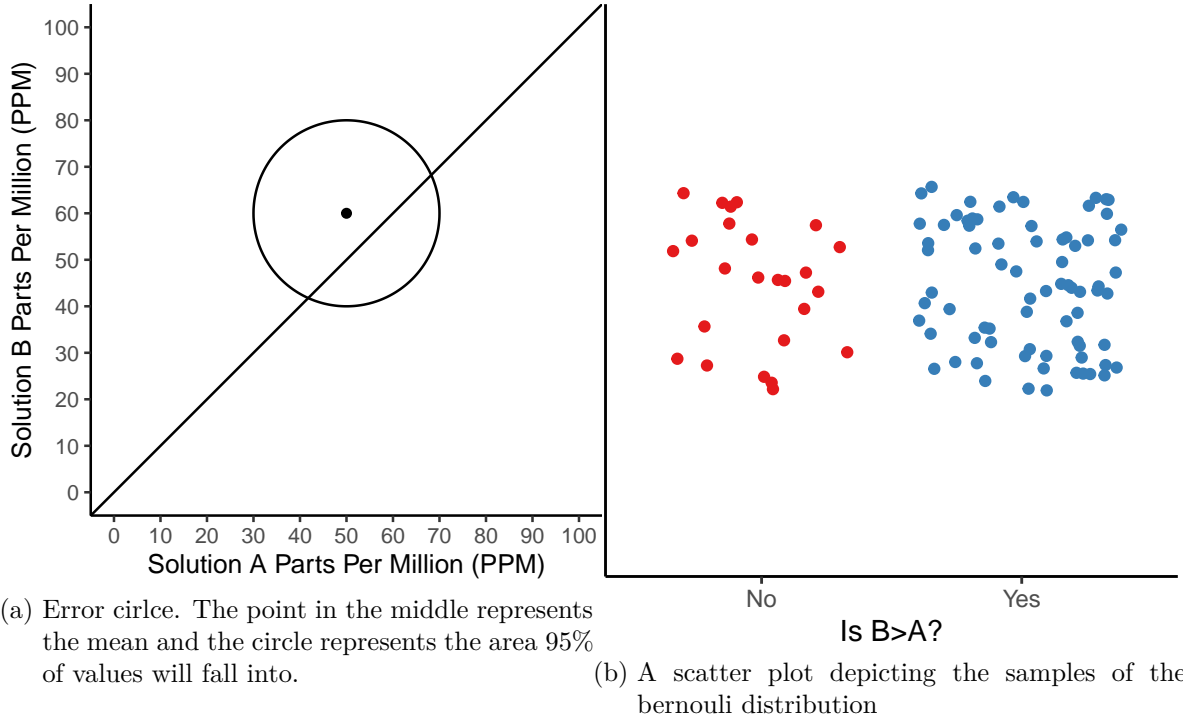 Solution B Parts Per Million (PPM)
100
90
80
70
60
50
40
30
20
10
0
0 10 20 30 40 50 60 70 80 90 100
Solution A Parts Per Million (PPM)
(a) Error cirlce. The point in the middle represents
the mean and the circle represents the area 95%
of values will fall into.
No Yes
Is B>A?
(b) A scatter plot depicting the samples of the
bernouli distribution